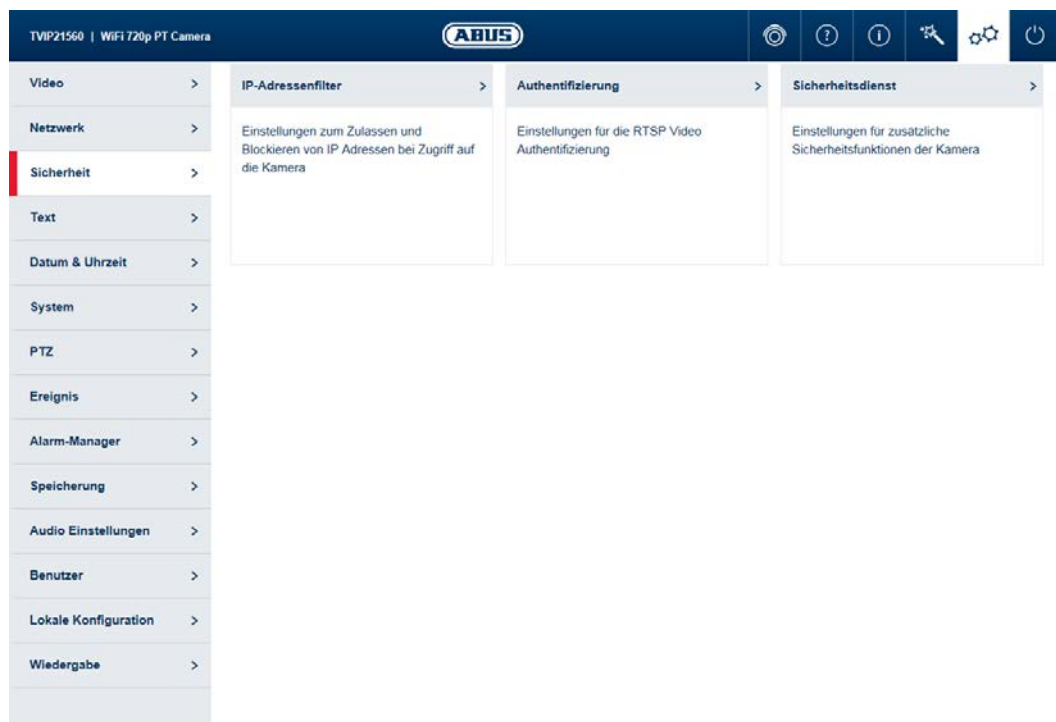 TVIP21560 | WiFi 720p PT Camera
ABUS
Video
Netzwerk
Sicherheit
Text
Datum & Uhrzeit
System
PTZ
Ereignis
Alarm-Manager
Speicherung
Audio Einstellungen
Benutzer
Lokale Konfiguration
Wiedergabe
IP-Adressenfilter
Einstellungen zum Zulassen und
Blockieren von IP Adressen bei Zugriff auf
die Kamera
Authentifizierung
Einstellungen für die RTSP Video
Authentifizierung
Sicherheitsdienst
Einstellungen für zusätzliche
Sicherheitsfunktionen der Kamera